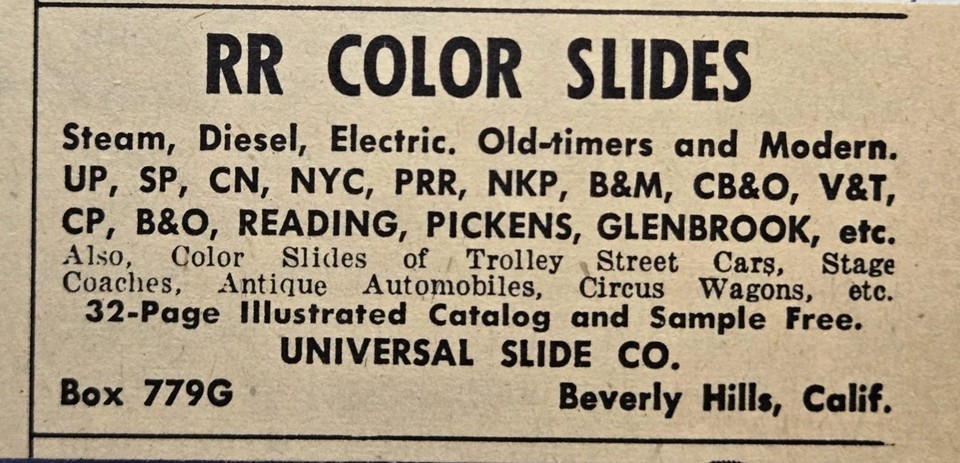 RR COLOR SLIDES
Steam, Diesel, Electric. Old-timers and Modern.
UP, SP, CN, NYC, PRR, NKP, B&M, CB&O, V&T,
CP, B&O, READING, PICKENS, GLENBROOK, etc.
Also, Color Slides of Trolley Street Cars, Stage
Coaches, Antique Automobiles, Circus Wagons, etc.
32-Page Illustrated Catalog and Sample Free.
UNIVERSAL SLIDE CO.
Box 779G Beverly Hills, Calif.